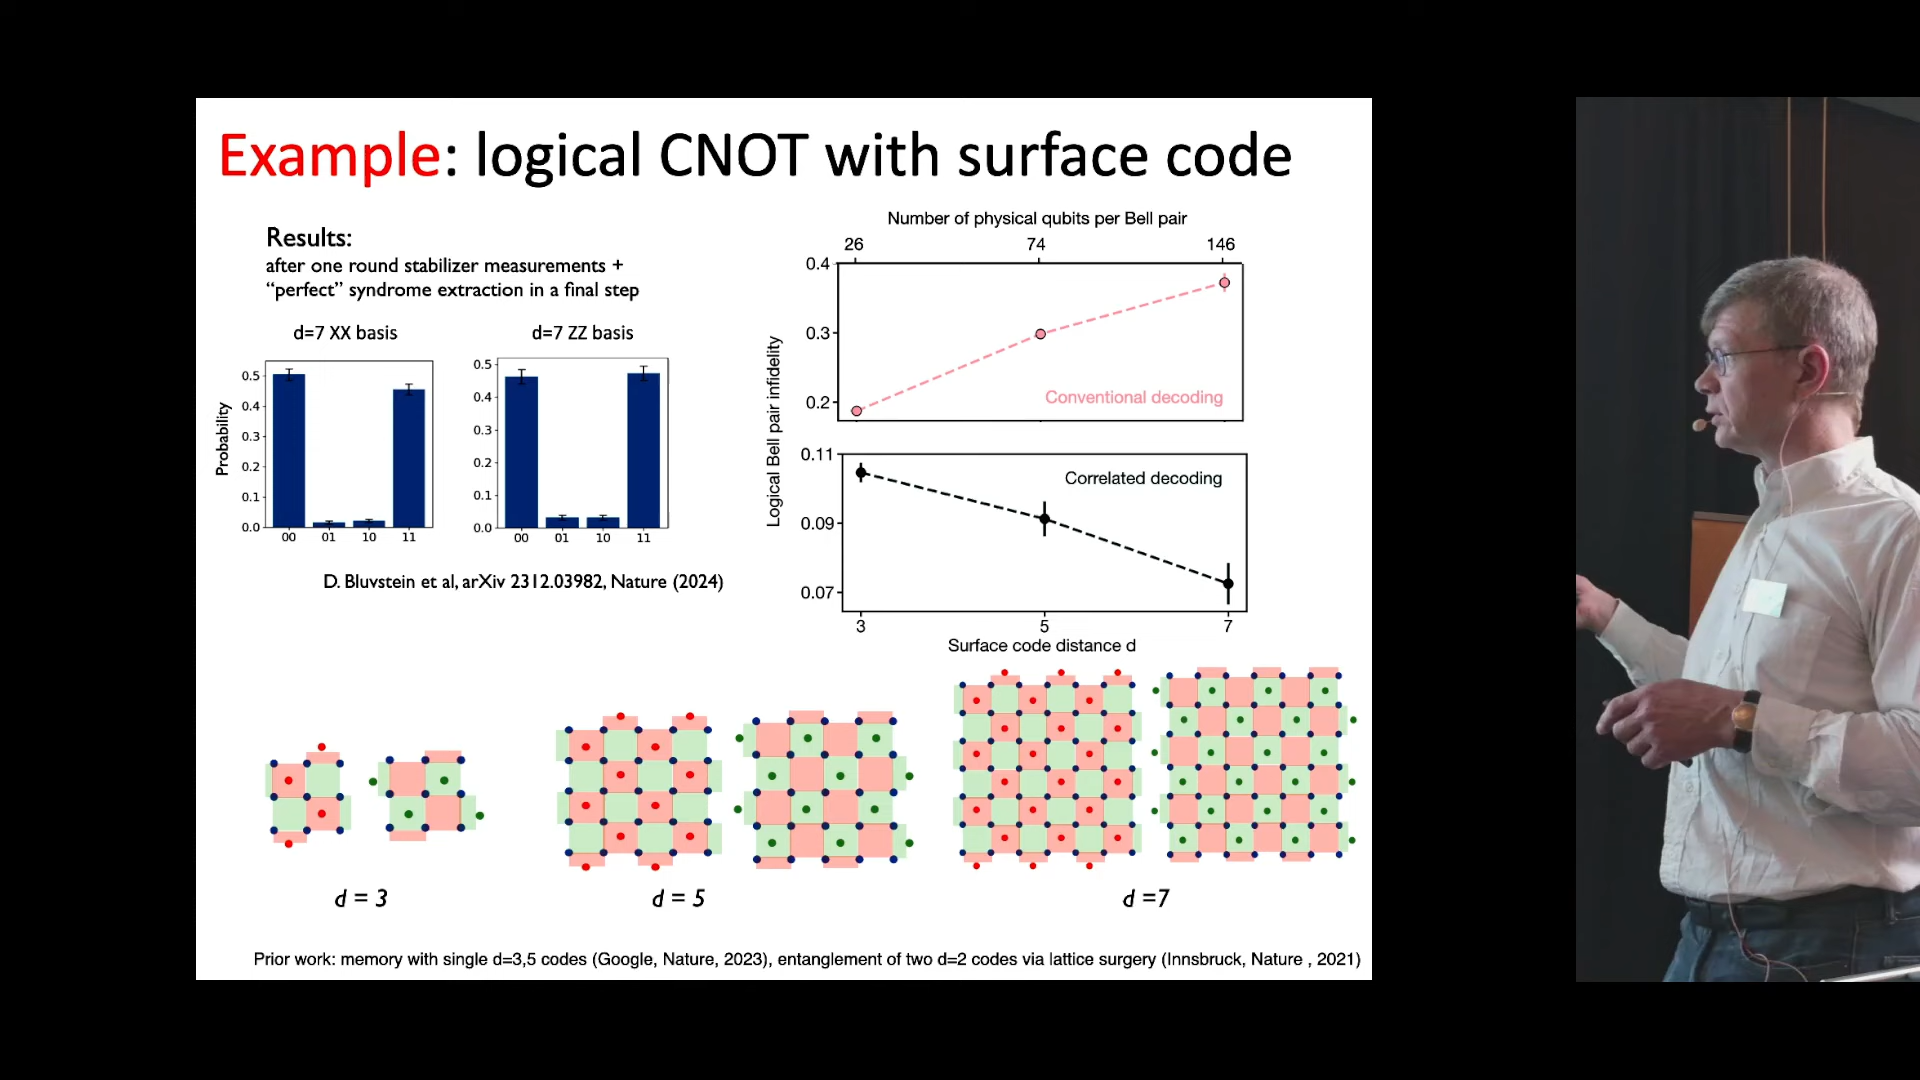 Example: logical CNOT with surface code
Results:
after one round stabilizer measurements +
“perfect” syndrome extraction in a final step
d=7 XX basis
d=7 ZZ basis
Probability
0.5
0.4
0.3
0.2
0.1
0.0
00 01 10 11
0.5
0.4
0.3
0.2
0.1
0.0
00 01 10 11
D. Bluvstein et al, arXiv 2312.03982, Nature (2024)
Number of physical qubits per Bell pair
26 74 146
0.4
0.3
0.2
Conventional decoding
Logical Bell pair infidelity
0.11
0.09
0.07
Correlated decoding
3 5 7
Surface code distance d
d = 3
d = 5
d =7
Prior work: memory with single d=3,5 codes (Google, Nature, 2023), entanglement of two d=2 codes via lattice surgery (Innsbruck, Nature , 2021)